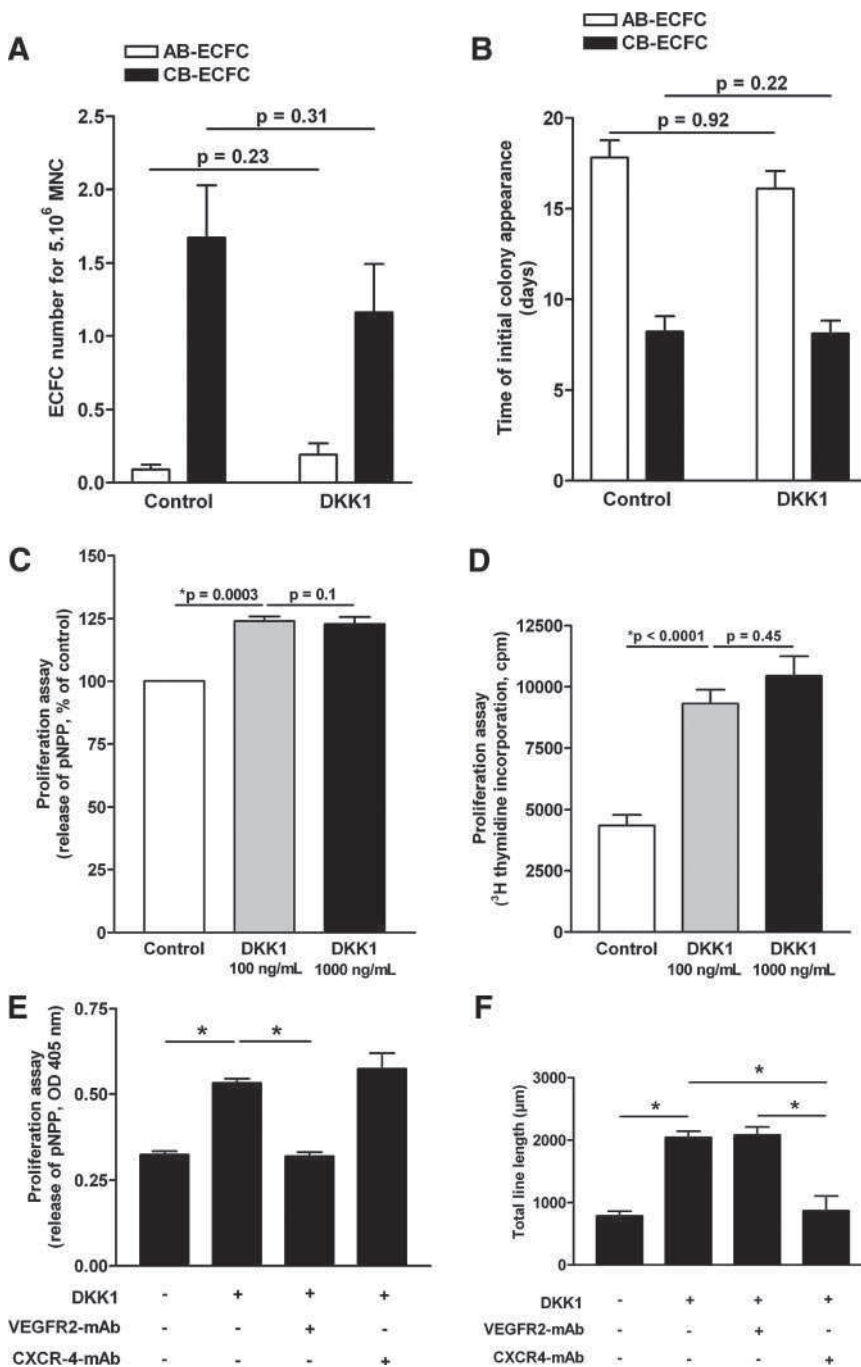 A
AB-ECFC
CB-ECFC
p = 0.31
p = 0.23
ECFC number for 5.10⁶ MNC
2.5
2.0
1.5
1.0
0.5
0.0
Control
DKK1
B
AB-ECFC
CB-ECFC
p = 0.22
p = 0.92
Time of initial colony appearance
(days)
20
15
10
5
0
Control
DKK1
C
*p = 0.0003
p = 0.1
Proliferation assay
(release of pNPP, % of control)
150
125
100
75
50
25
0
Control
DKK1
100 ng/mL
DKK1
1000 ng/mL
D
*p < 0.0001
p = 0.45
Proliferation assay
(³H thymidine incorporation, cpm)
12500
10000
7500
5000
2500
0
Control
DKK1
100 ng/mL
DKK1
1000 ng/mL
E
* *
Proliferation assay
(release of pNPP, OD 405 nm)
0.75
0.50
0.25
0.00
DKK1 - + + +
VEGFR2-mAb +
CXCR-4-mAb +
F
*
* *
Total line length (µm)
3000
2000
1000
0
DKK1 - + + +
VEGFR2-mAb +
CXCR4-mAb +